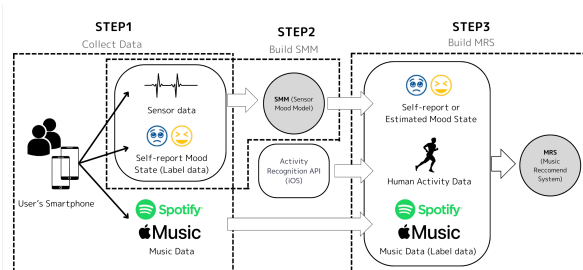 STEP1
Collect Data
STEP2
Build SMM
STEP3
Build MRS
Sensor data
Self-report Mood
State (Label data)
User's Smartphone
Spotify
Music
Music Data
SMM (Sensor
Mood Model)
Activity
Recognition API
(iOS)
Self-report or
Estimated Mood State
Human Activity Data
Spotify
Music
Music Data (Label data)
MRS
(Music
Reccomend
System)